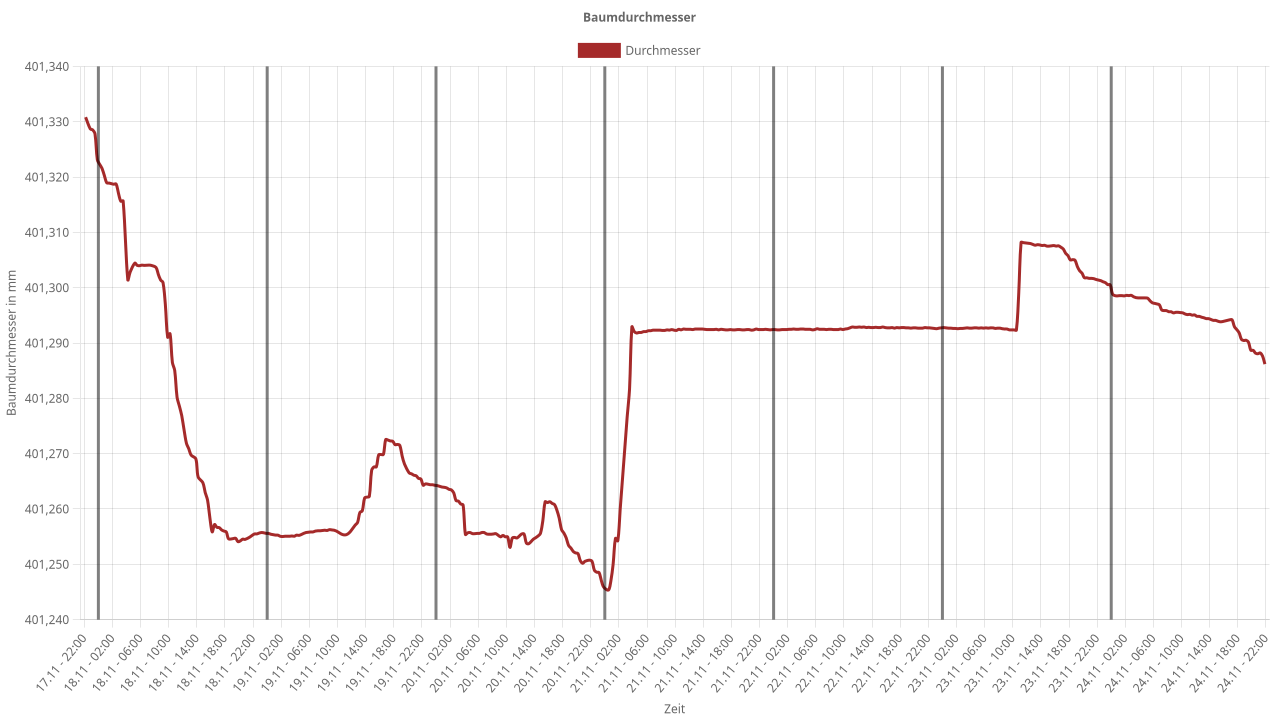 Baumdurchmesser
Durchmesser
401,340
401,330
401,320
401,310
401,300
401,290
401,280
401,270
401,260
401,250
401,240
Baumdurchmesser in mm
17.11 - 22:00
18.11 - 02:00
18.11 - 06:00
18.11 - 10:00
18.11 - 14:00
18.11 - 18:00
18.11 - 22:00
19.11 - 02:00
19.11 - 06:00
19.11 - 10:00
19.11 - 14:00
19.11 - 18:00
19.11 - 22:00
20.11 - 02:00
20.11 - 06:00
20.11 - 10:00
20.11 - 14:00
20.11 - 18:00
20.11 - 22:00
21.11 - 02:00
21.11 - 06:00
21.11 - 10:00
21.11 - 14:00
21.11 - 18:00
21.11 - 22:00
22.11 - 02:00
22.11 - 06:00
22.11 - 10:00
22.11 - 14:00
22.11 - 18:00
22.11 - 22:00
23.11 - 02:00
23.11 - 06:00
23.11 - 10:00
23.11 - 14:00
23.11 - 18:00
23.11 - 22:00
24.11 - 02:00
24.11 - 06:00
24.11 - 10:00
24.11 - 14:00
24.11 - 18:00
24.11 - 22:00
Zeit